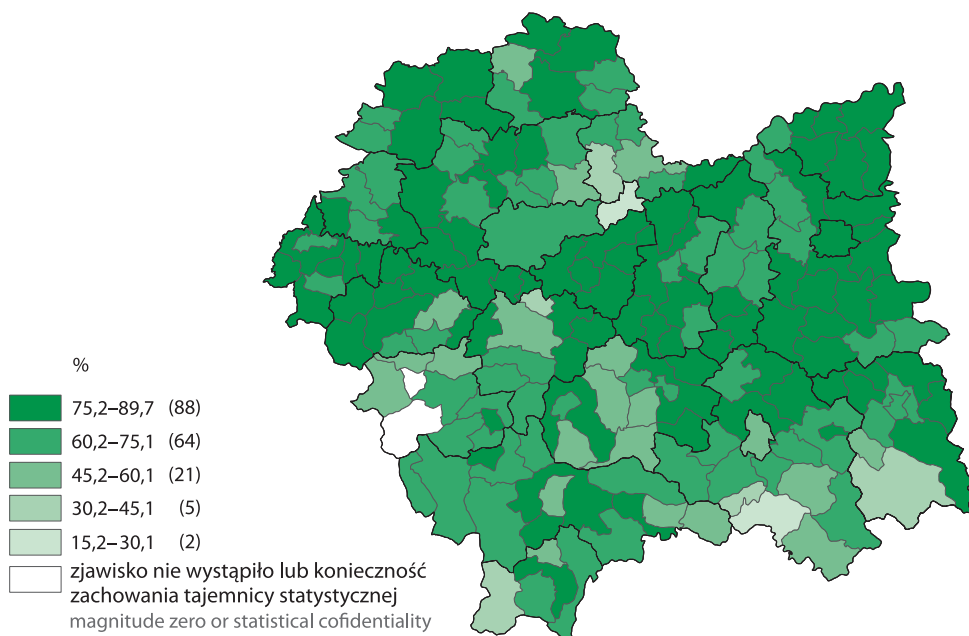 %
75,2–89,7 (88)
60,2–75,1 (64)
45,2–60,1 (21)
30,2–45,1 (5)
15,2–30,1 (2)
zjawisko nie wystąpiło lub konieczność
zachowania tajemnicy statystycznej
magnitude zero or statistical cofidentiality